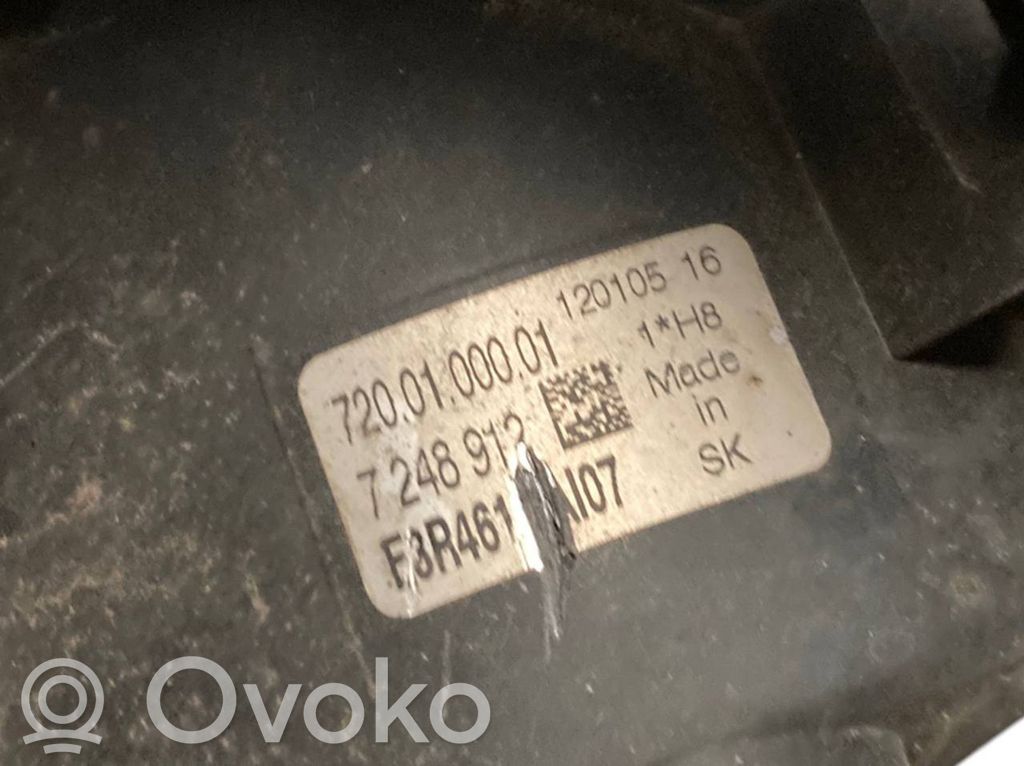 720.01.000.01 120105 16
7 248 912 1*H8
Made
in
SK
Ovoko